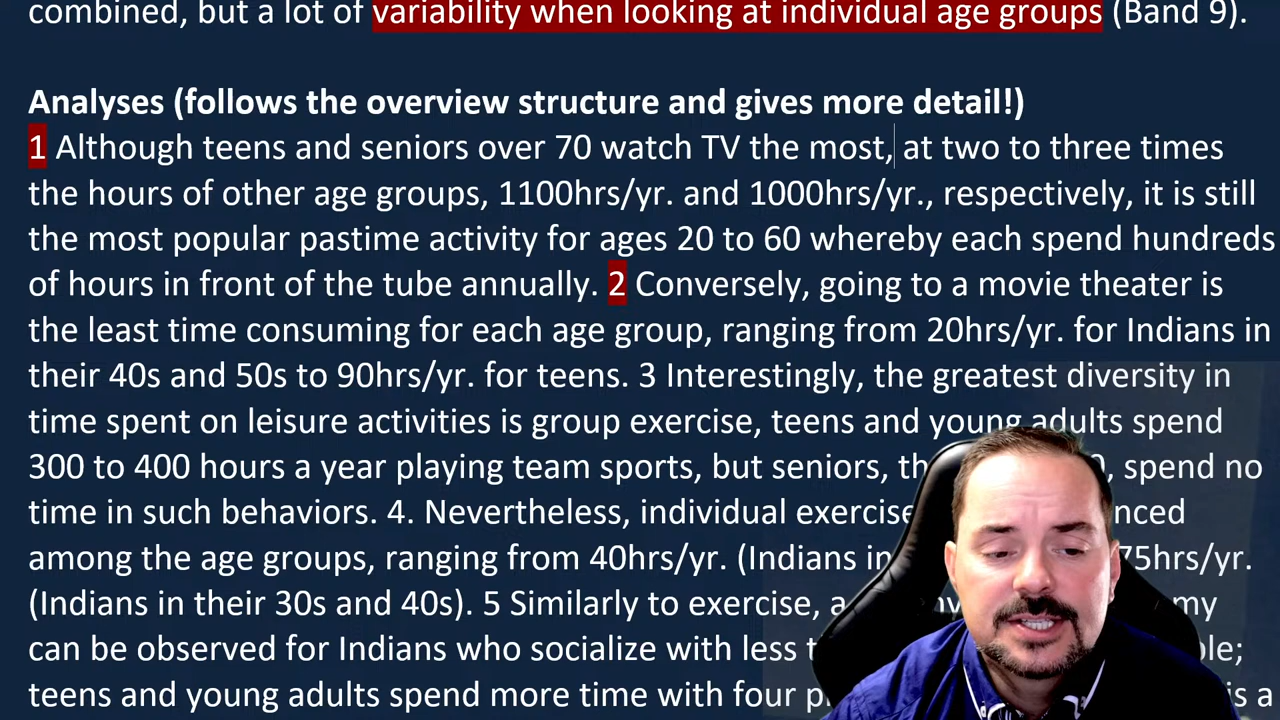 combined, but a lot of variability when looking at individual age groups (Band 9).
Analyses (follows the overview structure and gives more detail!)
1 Although teens and seniors over 70 watch TV the most, at two to three times
the hours of other age groups, 1100hrs/yr. and 1000hrs/yr., respectively, it is still
the most popular pastime activity for ages 20 to 60 whereby each spend hundreds
of hours in front of the tube annually. 2 Conversely, going to a movie theater is
the least time consuming for each age group, ranging from 20hrs/yr. for Indians in
their 40s and 50s to 90hrs/yr. for teens. 3 Interestingly, the greatest diversity in
time spent on leisure activities is group exercise, teens and young adults spend
300 to 400 hours a year playing team sports, but seniors, , spend no
time in such behaviors. 4. Nevertheless, individual exercise
among the age groups, ranging from 40hrs/yr. (Indians in 75hrs/yr.
(Indians in their 30s and 40s). 5 Similarly to exercise,
can be observed for Indians who socialize with less
teens and young adults spend more time with four is a